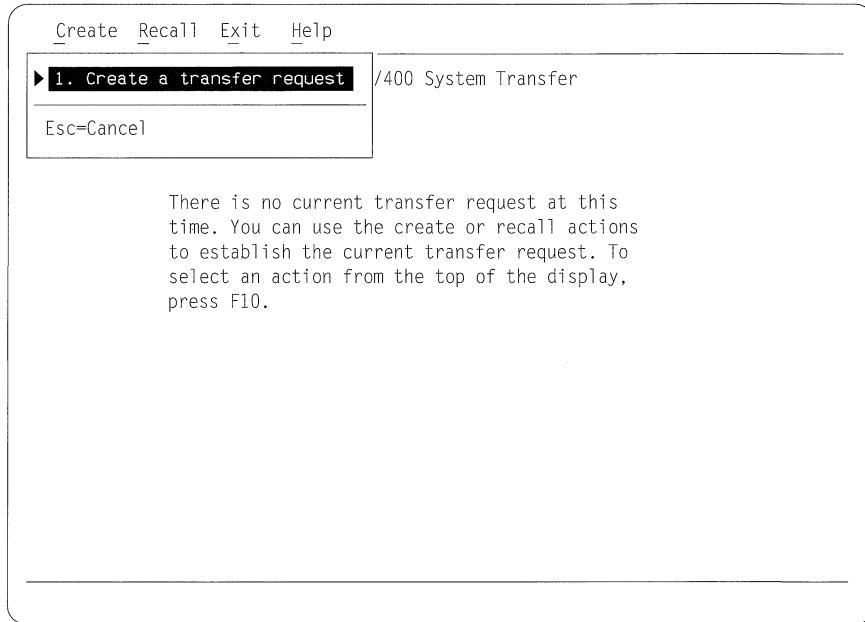 Create Recall Exit Help
1. Create a transfer request
/400 System Transfer
Esc=Cancel
There is no current transfer request at this
time. You can use the create or recall actions
to establish the current transfer request. To
select an action from the top of the display,
press F10.